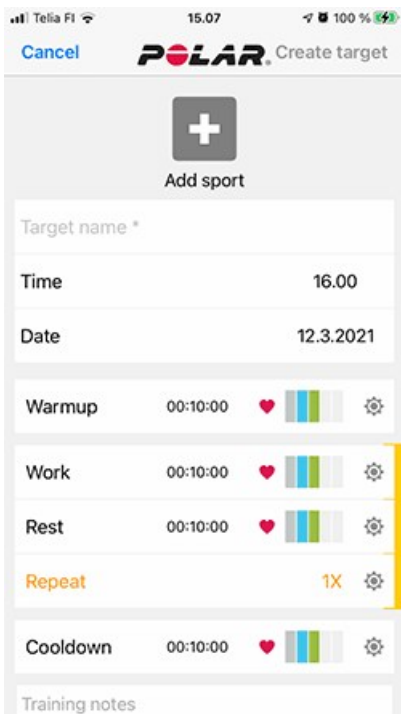 Telia FI 15.07 100 %
Cancel POLAR. Create target
Add sport
Target name *
Time 16.00
Date 12.3.2021
Warmup 00:10:00
Work 00:10:00
Rest 00:10:00
Repeat 1X
Cooldown 00:10:00
Training notes